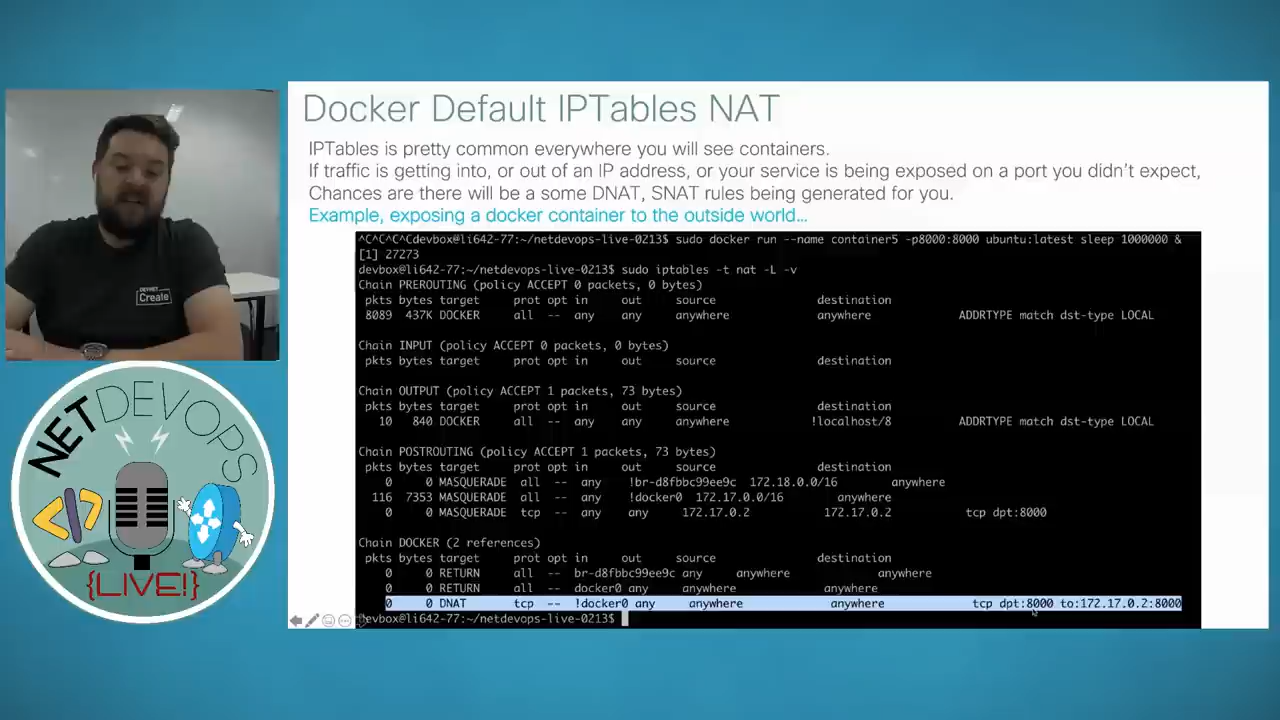 Docker Default IPTables NAT
IPTables is pretty common everywhere you will see containers.
If traffic is getting into, or out of an IP address, or your service is being exposed on a port you didn't expect,
Chances are there will be a some DNAT, SNAT rules being generated for you.
Example, exposing a docker container to the outside world...
^C^C^C^Cdevbox@li642-77:~/netdevops-live-0213$ sudo docker run --name container5 -p8000:8000 ubuntu:latest sleep 1000000 &
[1] 27273
devbox@li642-77:~/netdevops-live-0213$ sudo iptables -t nat -L -v
Chain PREROUTING (policy ACCEPT 0 packets, 0 bytes)
pkts bytes target prot opt in out source destination
8089 437K DOCKER all -- any any anywhere anywhere ADDRTYPE match dst-type LOCAL
Chain INPUT (policy ACCEPT 0 packets, 0 bytes)
pkts bytes target prot opt in out source destination
Chain OUTPUT (policy ACCEPT 1 packets, 73 bytes)
pkts bytes target prot opt in out source destination
10 840 DOCKER all -- any any anywhere !localhost/8 ADDRTYPE match dst-type LOCAL
Chain POSTROUTING (policy ACCEPT 1 packets, 73 bytes)
pkts bytes target prot opt in out source destination
0 0 MASQUERADE all -- any !br-d8fbbc99ee9c 172.18.0.0/16 anywhere
116 7353 MASQUERADE all -- any !docker0 172.17.0.0/16 anywhere
0 0 MASQUERADE tcp -- any any 172.17.0.2 172.17.0.2 tcp dpt:8000
Chain DOCKER (2 references)
pkts bytes target prot opt in out source destination
0 0 RETURN all -- br-d8fbbc99ee9c any anywhere anywhere
0 0 RETURN all -- docker0 any anywhere anywhere
0 0 DNAT tcp -- !docker0 any anywhere anywhere tcp dpt:8000 to:172.17.0.2:8000
devbox@li642-77:~/netdevops-live-0213$
DEVNET
Create
NETDEVOPS
{LIVE!}